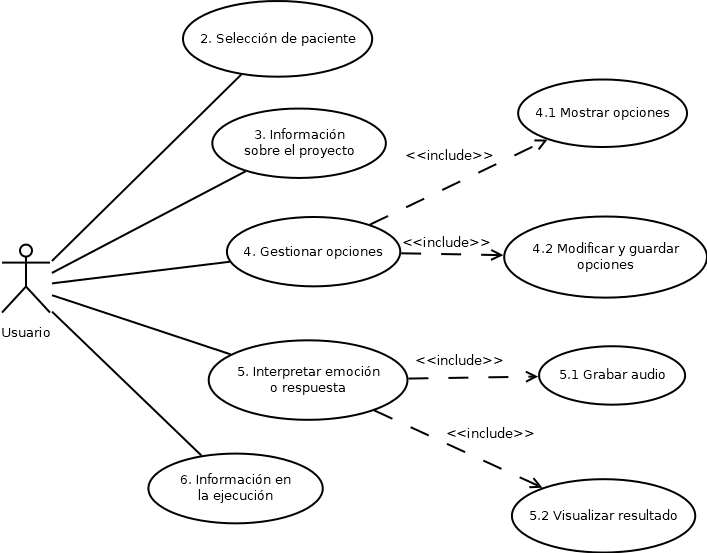 2. Selección de paciente
4.1 Mostrar opciones
3. Información
sobre el proyecto
<<include>>
4. Gestionar opciones
<<include>>
4.2 Modificar y guardar
opciones
Usuario
<<include>>
5. Interpretar emoción
o respuesta
5.1 Grabar audio
<<include>>
6. Información en
la ejecución
5.2 Visualizar resultado